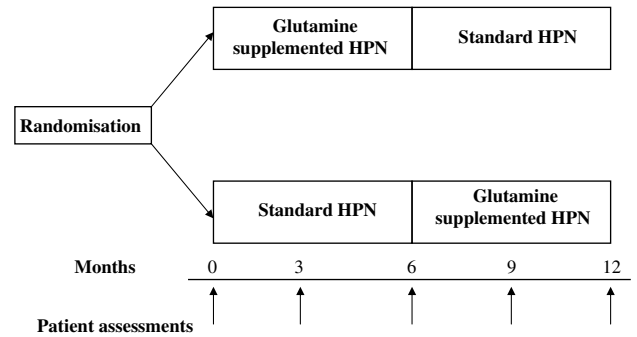 Glutamine
supplemented HPN
Standard HPN
Randomisation
Standard HPN
Glutamine
supplemented HPN
Months 0 3 6 9 12
Patient assessments